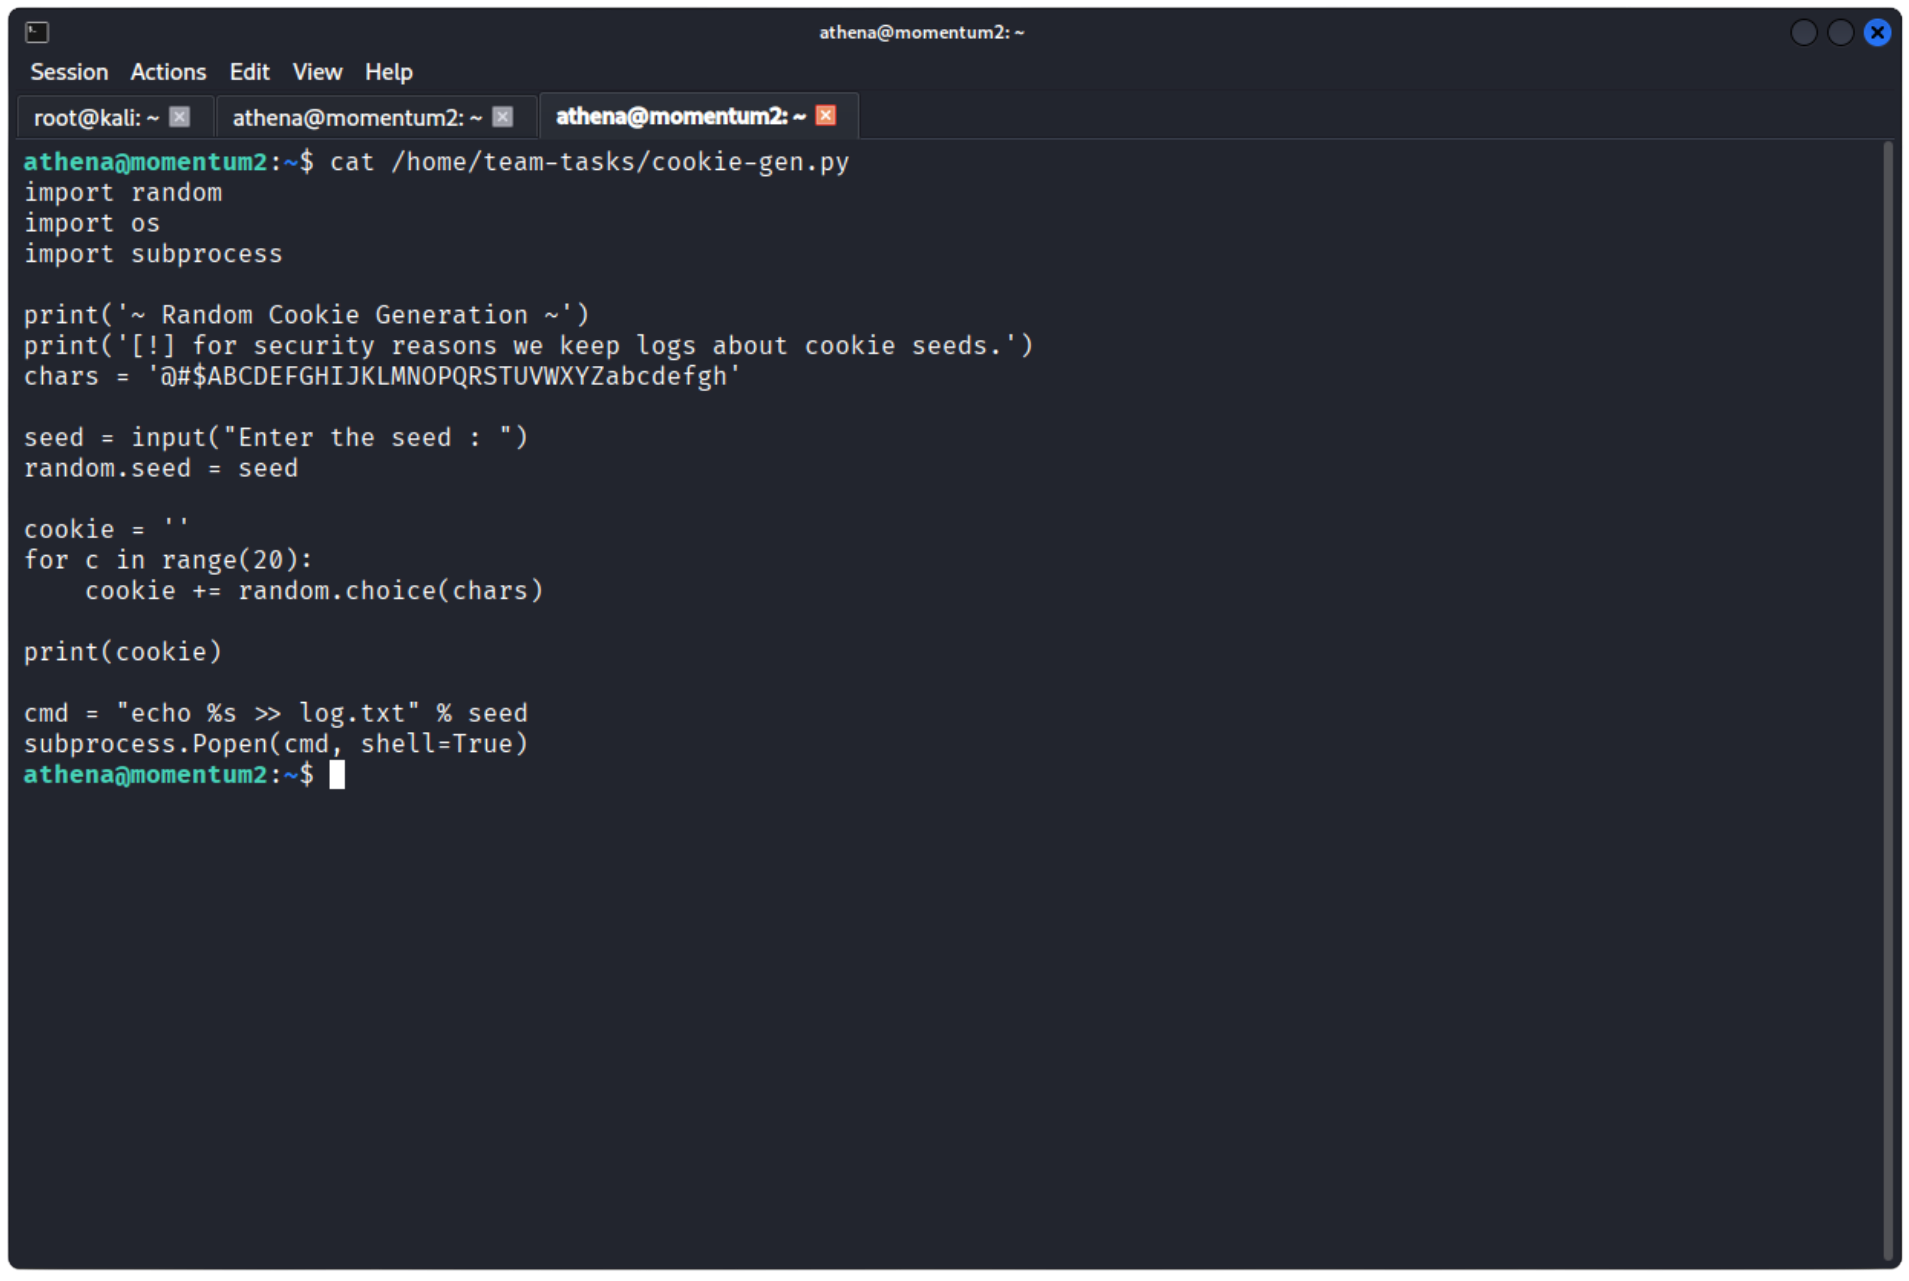 athena@momentum2: ~
Session Actions Edit View Help
root@kali: ~ athena@momentum2: ~ athena@momentum2: ~
athena@momentum2:~$ cat /home/team-tasks/cookie-gen.py
import random
import os
import subprocess

print('~ Random Cookie Generation ~')
print('[!] for security reasons we keep logs about cookie seeds.')
chars = '@#$ABCDEFGHIJKLMNOPQRSTUVWXYZabcdefgh'

seed = input("Enter the seed : ")
random.seed = seed

cookie = ''
for c in range(20):
    cookie += random.choice(chars)

print(cookie)

cmd = "echo %s >> log.txt" % seed
subprocess.Popen(cmd, shell=True)
athena@momentum2:~$